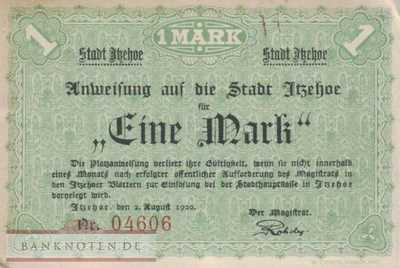 1 1 MARK 1
Stadt Itzehoe Stadt Itzehoe
Anweisung auf die Stadt Itzehoe
für
„Eine Mark“
Die Platzanweisung verliert ihre Gültigkeit, wenn sie nicht innerhalb
eines Monats nach erfolgter öffentlicher Aufforderung des Magistrats in
den Itzehoer Blättern zur Einlösung bei der Stadthauptkasse in Itzehoe
vorgelegt wird.
Itzehoe, den 2. August 1920.
Der Magistrat.
Nr. 04606
Rohde
BANKNOTEN.DE